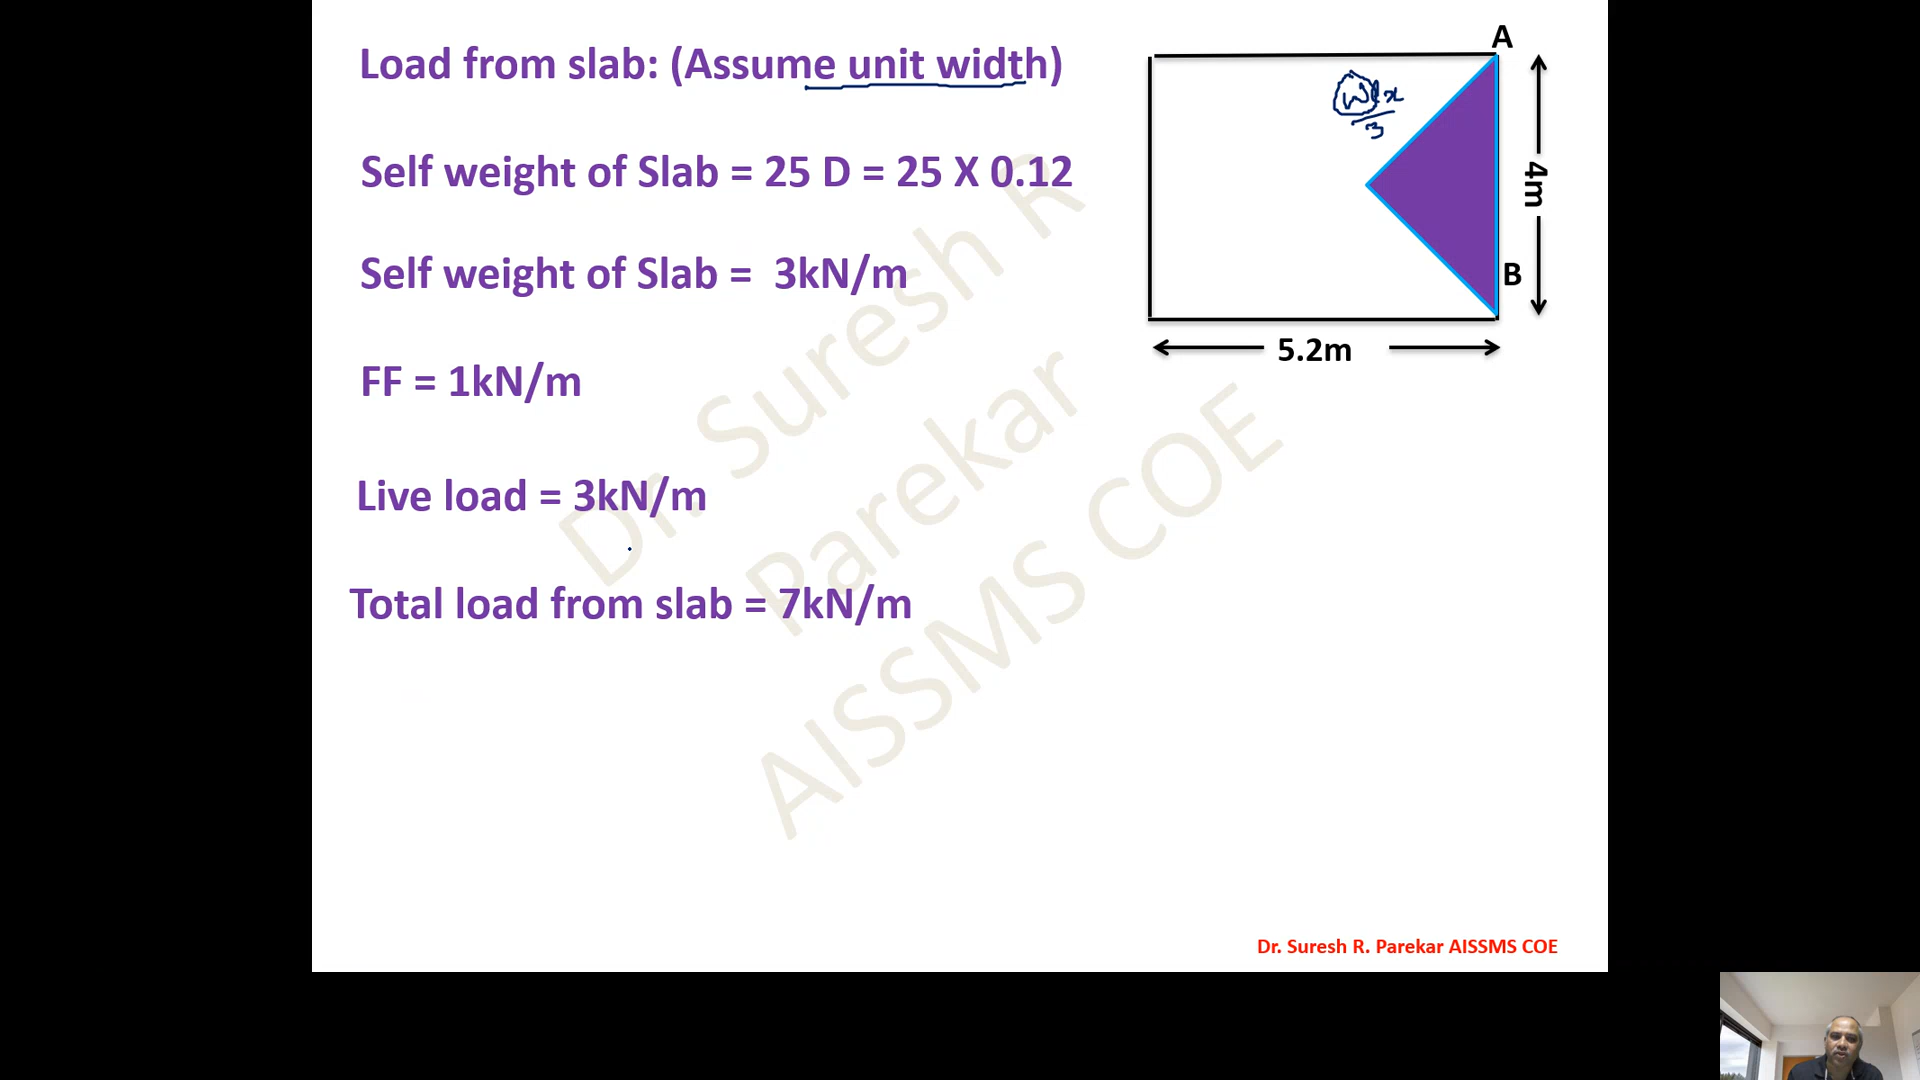 Load from slab: (Assume unit width)
Self weight of Slab = 25 D = 25 X 0.12
Self weight of Slab = 3kN/m
FF = 1kN/m
Live load = 3kN/m
Total load from slab = 7kN/m
A
wlx
3
4m
B
5.2m
Dr. Suresh R
Parekar
AISSMS COE
Dr. Suresh R. Parekar AISSMS COE